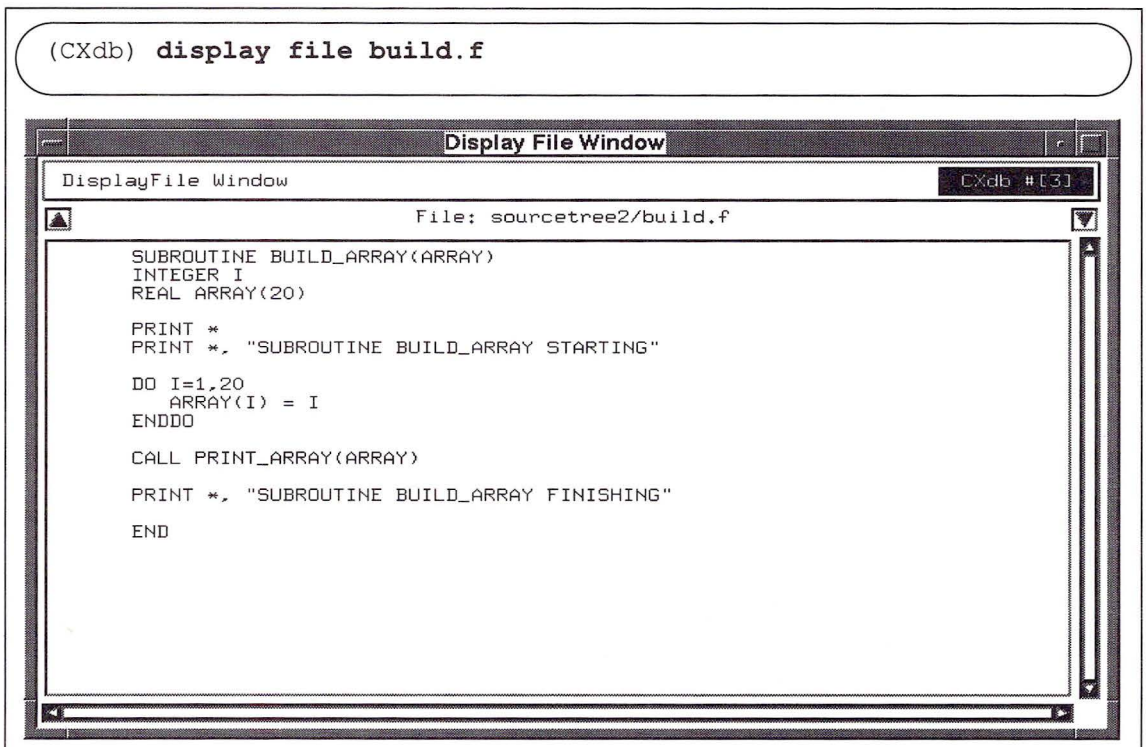 (CXdb) display file build.f
Display File Window
DisplayFile Window
CXdb #[3]
File: sourcetree2/build.f
SUBROUTINE BUILD_ARRAY(ARRAY)
INTEGER I
REAL ARRAY(20)
PRINT *
PRINT *, "SUBROUTINE BUILD_ARRAY STARTING"
DO I=1,20
ARRAY(I) = I
ENDDO
CALL PRINT_ARRAY(ARRAY)
PRINT *, "SUBROUTINE BUILD_ARRAY FINISHING"
END